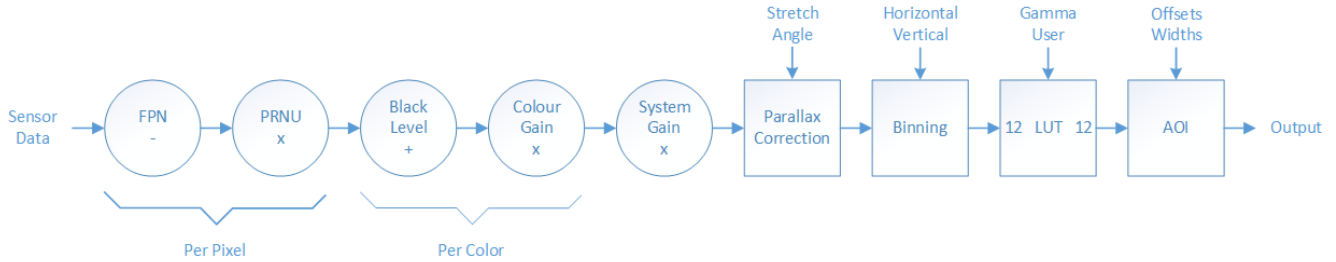 Stretch
Angle
Horizontal
Vertical
Gamma
User
Offsets
Widths
Sensor
Data
FPN
-
PRNU
x
Black
Level
+
Colour
Gain
x
System
Gain
x
Parallax
Correction
Binning
12 LUT 12
AOI
Output
Per Pixel
Per Color